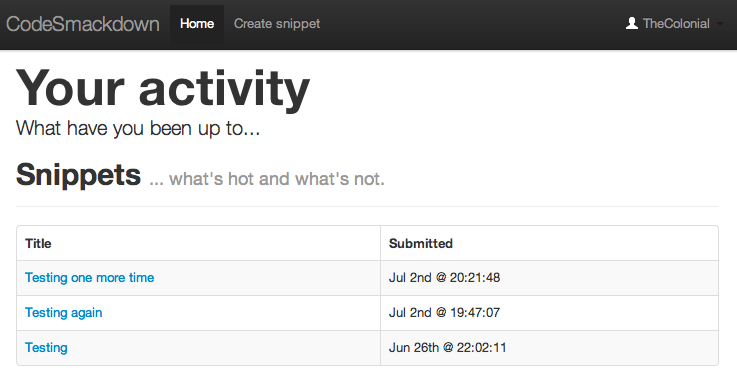 CodeSmackdown Home Create snippet TheColonial
Your activity
What have you been up to...
Snippets ... what's hot and what's not.
Title Submitted
Testing one more time Jul 2nd @ 20:21:48
Testing again Jul 2nd @ 19:47:07
Testing Jun 26th @ 22:02:11